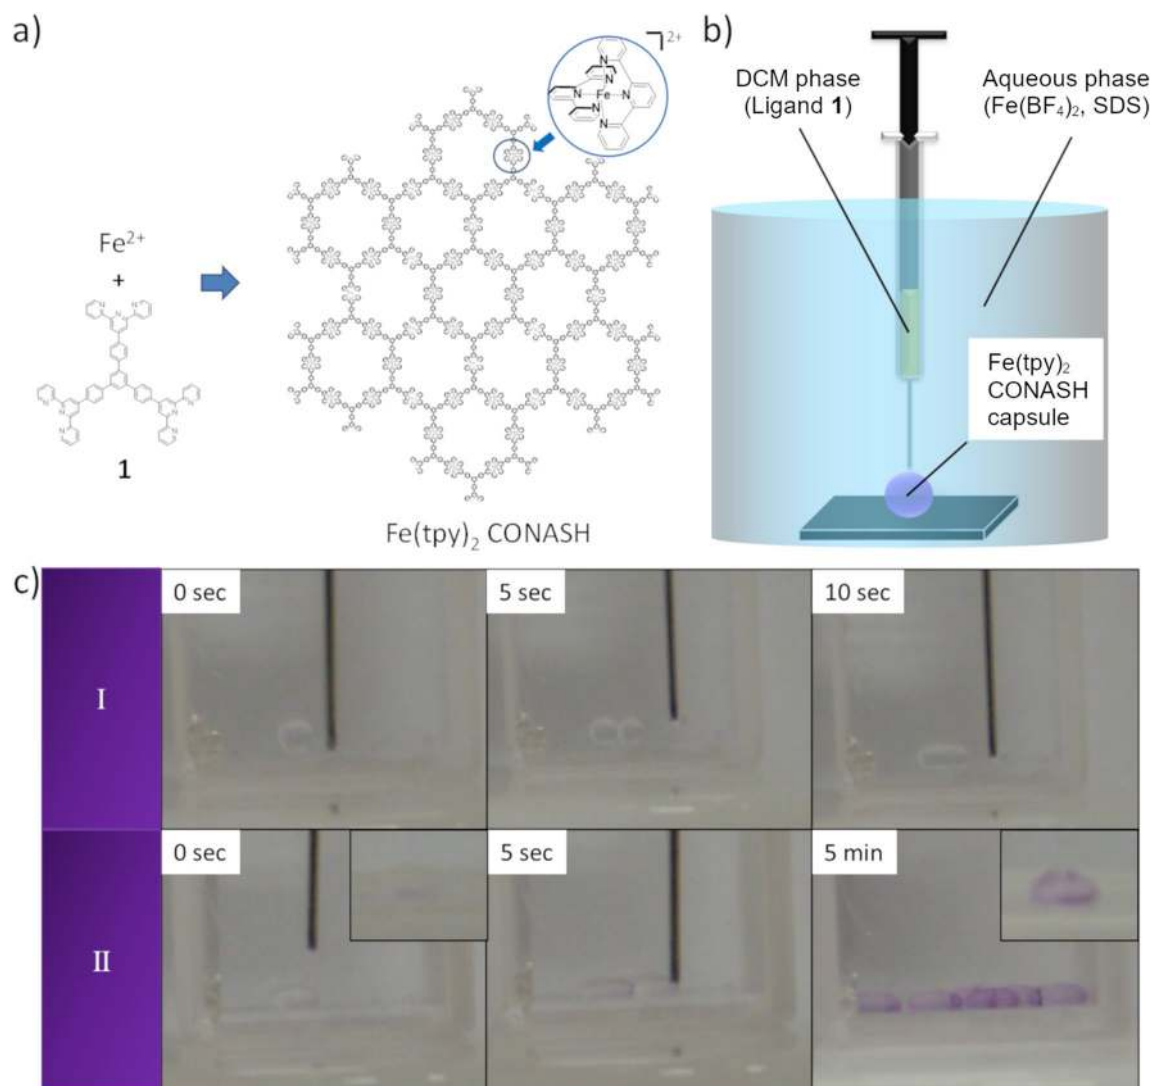 a)
Fe²⁺
+
1
N
N
N
Fe
N
N
N
2+
Fe(tpy)₂ CONASH
b)
DCM phase
(Ligand 1)
Aqueous phase
(Fe(BF₄)₂, SDS)
Fe(tpy)₂
CONASH
capsule
c)
I
0 sec
5 sec
10 sec
II
0 sec
5 sec
5 min